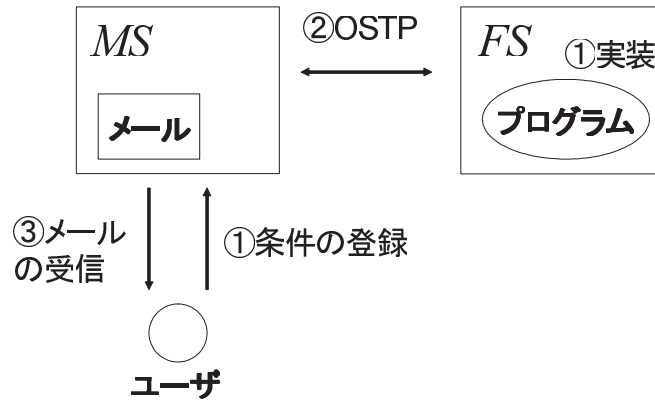 MS
②OSTP
FS
①実装
メール
プログラム
③メール
の受信
①条件の登録
ユーザ